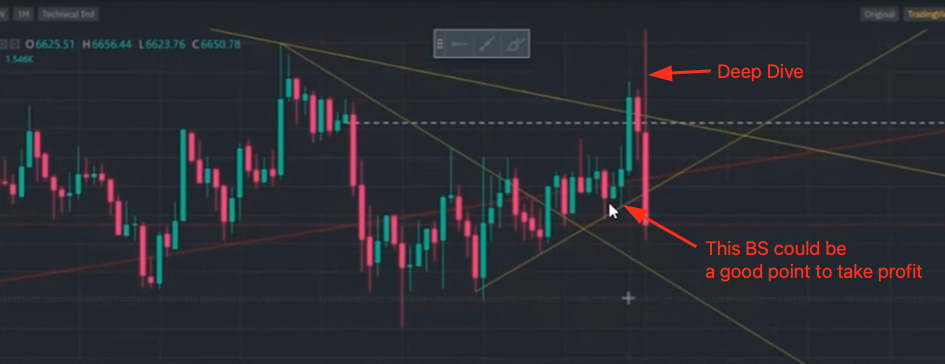 1M Technical Ind Original TradingVi
O6625.51 H6656.44 L6623.76 C6650.78
1.546K
Deep Dive
This BS could be
a good point to take profit